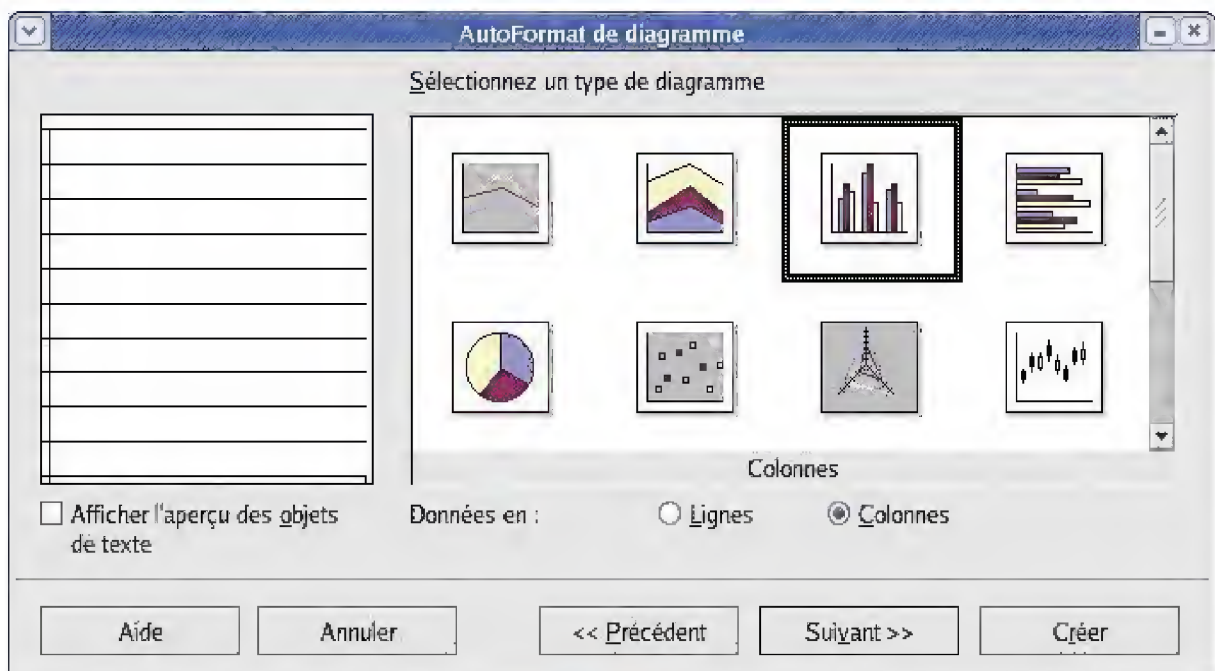 AutoFormat de diagramme
Sélectionnez un type de diagramme
Colonnes
Afficher l'aperçu des objets
de texte
Données en :
Lignes
Colonnes
Aide
Annuler
<< Précédent
Suivant >>
Créer